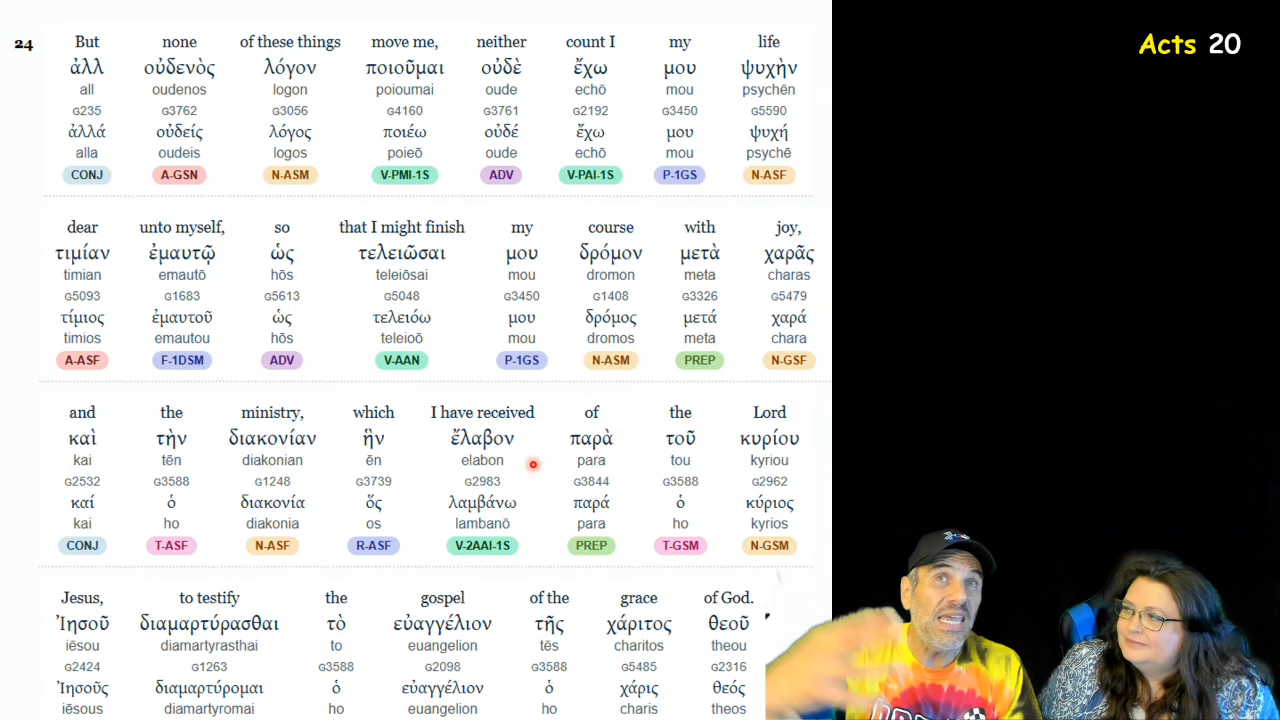 Acts 20
24 But none of these things move me, neither count I my life
ἀλλ οὐδενὸς λόγον ποιοῦμαι οὐδὲ ἔχω μου ψυχὴν
all oudenos logon poioumai oude echō mou psychēn
G235 G3762 G3056 G4160 G3761 G2192 G3450 G5590
ἀλλά οὐδείς λόγος ποιέω οὐδέ ἔχω μου ψυχή
alla oudeis logos poieō oude echō mou psychē
CONJ A-GSN N-ASM V-PMI-1S ADV V-PAI-1S P-1GS N-ASF
dear unto myself, so that I might finish my course with joy,
τιμίαν ἐμαυτῷ ὡς τελειῶσαι μου δρόμον μετὰ χαρᾶς
timian emautō hōs teleiōsai mou dromon meta charas
G5093 G1683 G5613 G5048 G3450 G1408 G3326 G5479
τίμιος ἐμαυτοῦ ὡς τελειόω μου δρόμος μετά χαρά
timios emautou hōs teleioō mou dromos meta chara
A-ASF F-1DSM ADV V-AAN P-1GS N-ASM PREP N-GSF
and the ministry, which I have received of the Lord
καὶ τὴν διακονίαν ἣν ἔλαβον παρὰ τοῦ κυρίου
kai tēn diakonian ēn elabon para tou kyriou
G2532 G3588 G1248 G3739 G2983 G3844 G3588 G2962
καί ὁ διακονία ὅς λαμβάνω παρά ὁ κύριος
kai ho diakonia os lambanō para ho kyrios
CONJ T-ASF N-ASF R-ASF V-2AAI-1S PREP T-GSM N-GSM
Jesus, to testify the gospel of the grace of God.
Ἰησοῦ διαμαρτύρασθαι τὸ εὐαγγέλιον τῆς χάριτος θεοῦ
iēsou diamartyrasthai to euangelion tēs charitos theou
G2424 G1263 G3588 G2098 G3588 G5485 G2316
Ἰησοῦς διαμαρτύρομαι ὁ εὐαγγέλιον ὁ χάρις θεός
iēsous diamartyromai ho euangelion ho charis theos